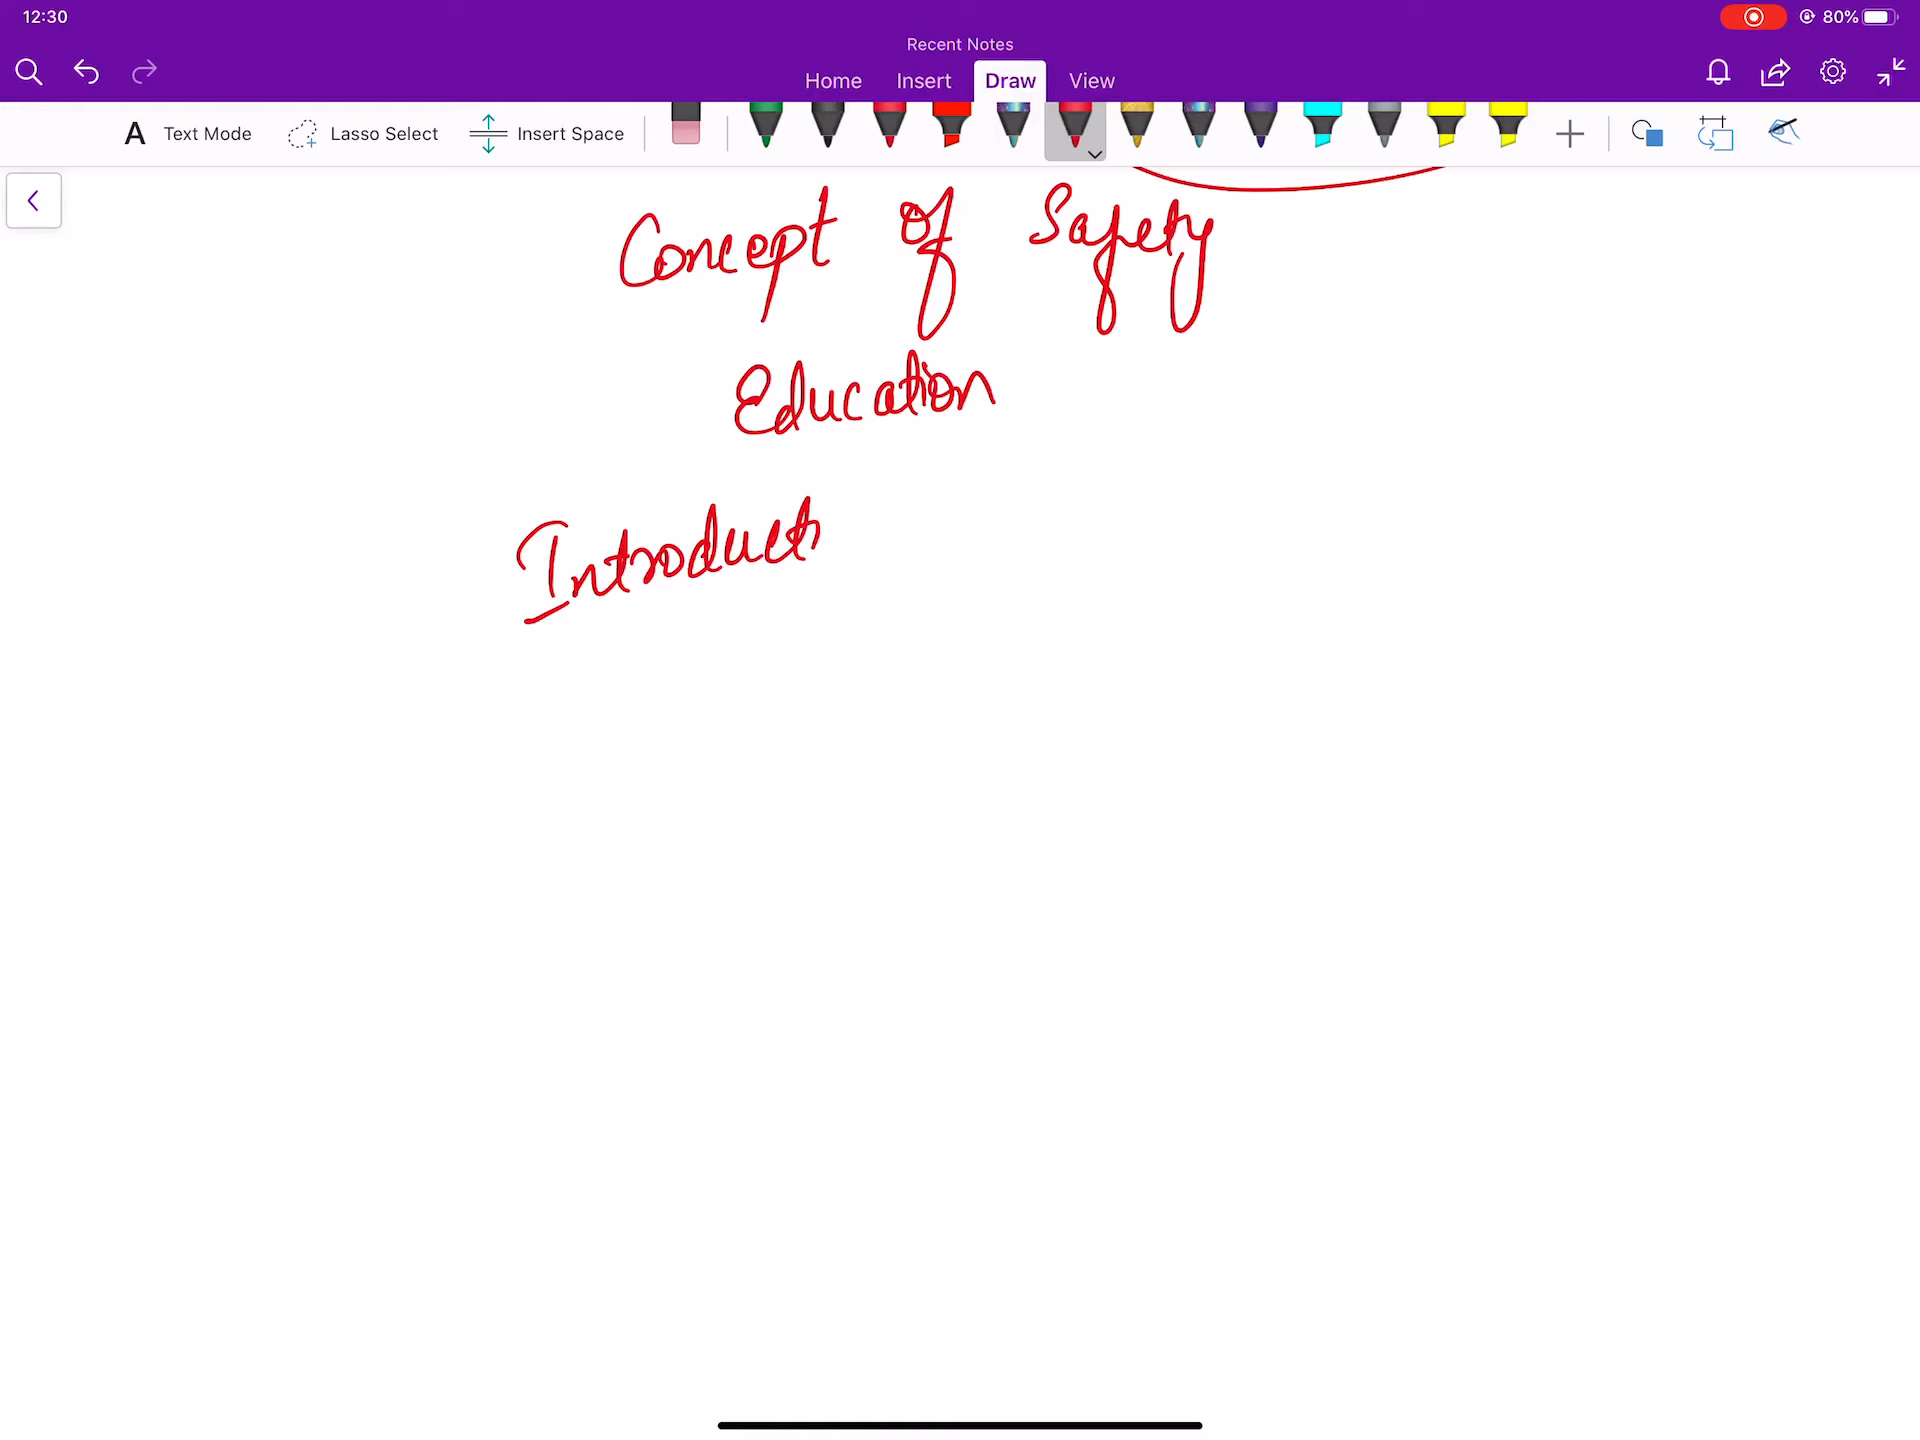 12:30
80%
Recent Notes
Home Insert Draw View
A Text Mode Lasso Select Insert Space
Concept of Safety
Education
Introduct